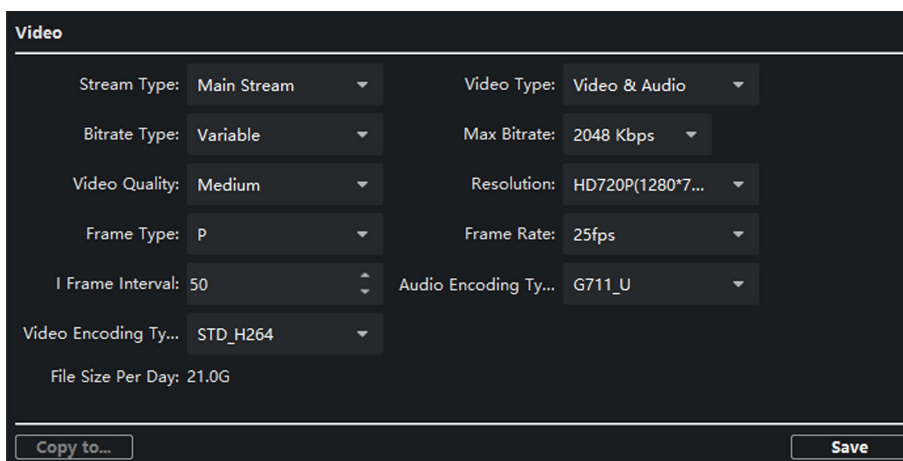 Video
Stream Type: Main Stream Video Type: Video & Audio
Bitrate Type: Variable Max Bitrate: 2048 Kbps
Video Quality: Medium Resolution: HD720P(1280*7...
Frame Type: P Frame Rate: 25fps
I Frame Interval: 50 Audio Encoding Ty... G711_U
Video Encoding Ty... STD_H264
File Size Per Day: 21.0G
Copy to... Save